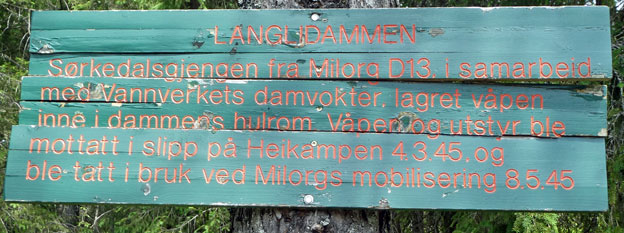 LANGLIDAMMEN
Sørkedalsgjengen fra Milorg D13, i samarbeid
med Vannverkets damvokter, lagret våpen
inne i dammens hulrom. Våpen og utstyr ble
mottatt i slipp på Heikampen 4.3.45, og
ble tatt i bruk ved Milorgs mobilisering 8.5.45